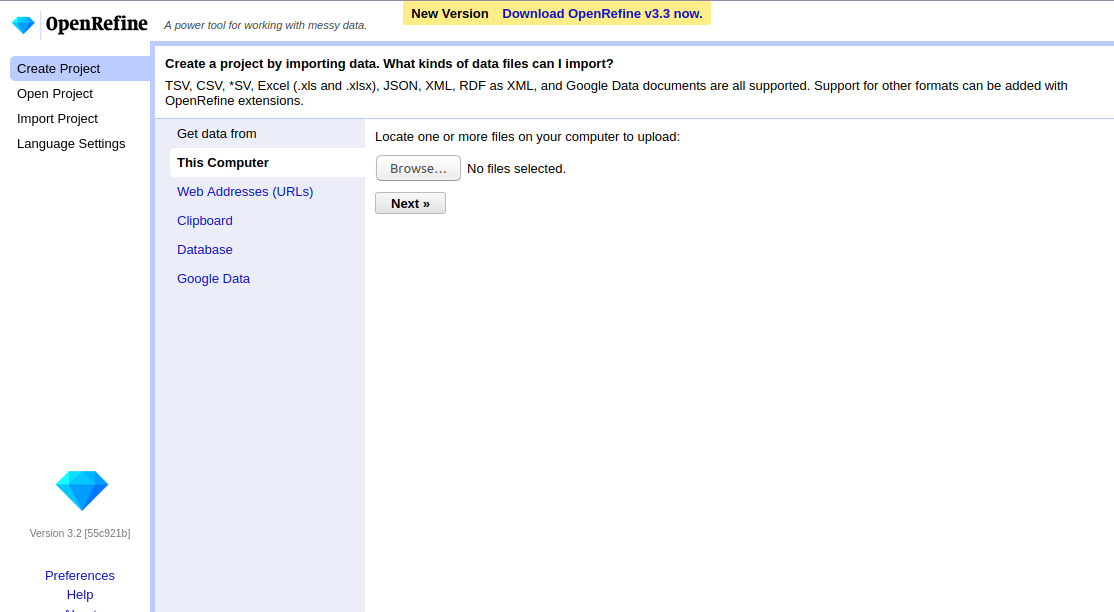 OpenRefine
A power tool for working with messy data.
New Version Download OpenRefine v3.3 now.
Create Project
Open Project
Import Project
Language Settings
Create a project by importing data. What kinds of data files can I import?
TSV, CSV, *SV, Excel (.xls and .xlsx), JSON, XML, RDF as XML, and Google Data documents are all supported. Support for other formats can be added with
OpenRefine extensions.
Get data from
This Computer
Web Addresses (URLs)
Clipboard
Database
Google Data
Locate one or more files on your computer to upload:
Browse... No files selected.
Next »
Version 3.2 [55c921b]
Preferences
Help